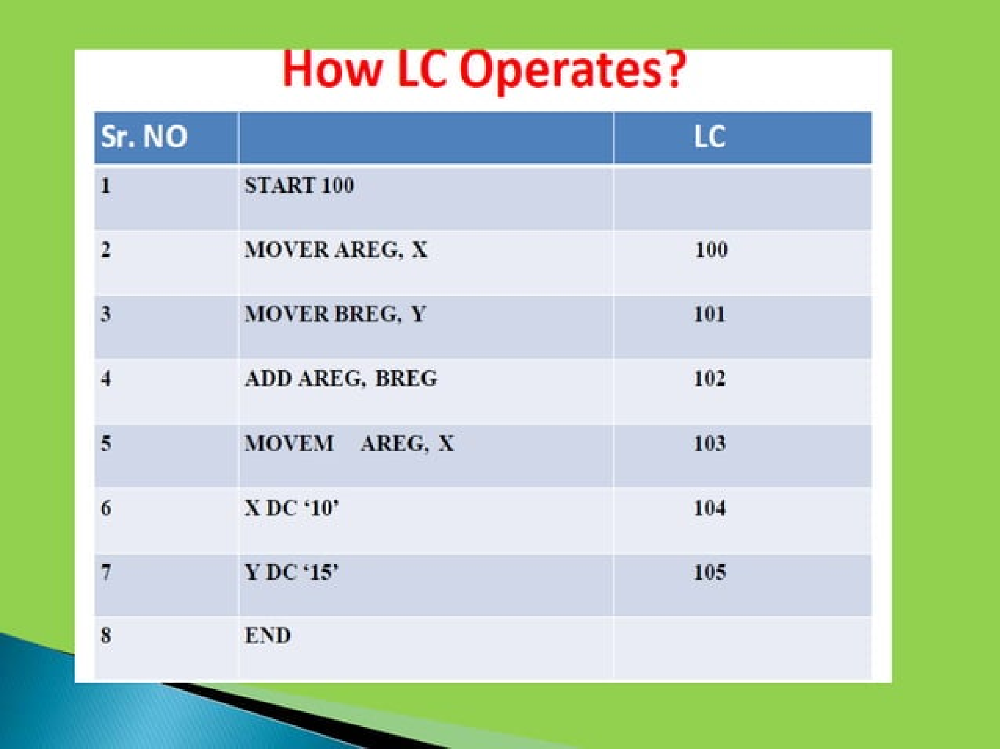 How LC Operates?
Sr. NO LC
1 START 100
2 MOVER AREG, X 100
3 MOVER BREG, Y 101
4 ADD AREG, BREG 102
5 MOVEM AREG, X 103
6 X DC ‘10’ 104
7 Y DC ‘15’ 105
8 END